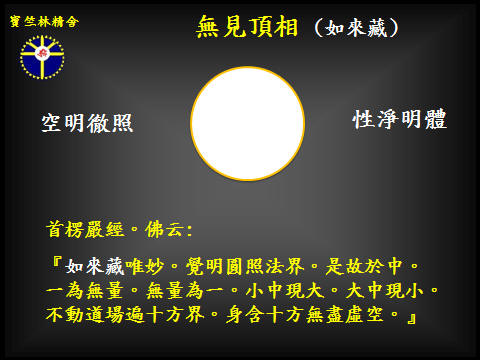 寶竺林精舍
無見頂相（如來藏）
空明徹照
性淨明體
首楞嚴經。佛云:
『如來藏唯妙。覺明圓照法界。是故於中。
一為無量。無量為一。小中現大。大中現小。
不動道場遍十方界。身含十方無盡虛空。』